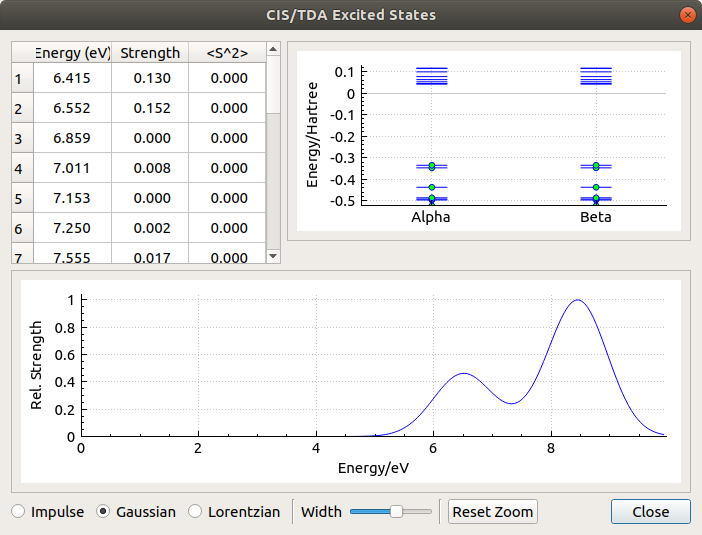 CIS/TDA Excited States
Energy (eV) Strength <S^2>
1 6.415 0.130 0.000
2 6.552 0.152 0.000
3 6.859 0.000 0.000
4 7.011 0.008 0.000
5 7.153 0.000 0.000
6 7.250 0.002 0.000
7 7.555 0.017 0.000
Energy/Hartree
0.1
0
-0.1
-0.2
-0.3
-0.4
-0.5
Alpha Beta
Rel. Strength
1
0.8
0.6
0.4
0.2
0
0 2 4 6 8
Energy/eV
Impulse Gaussian Lorentzian Width Reset Zoom Close